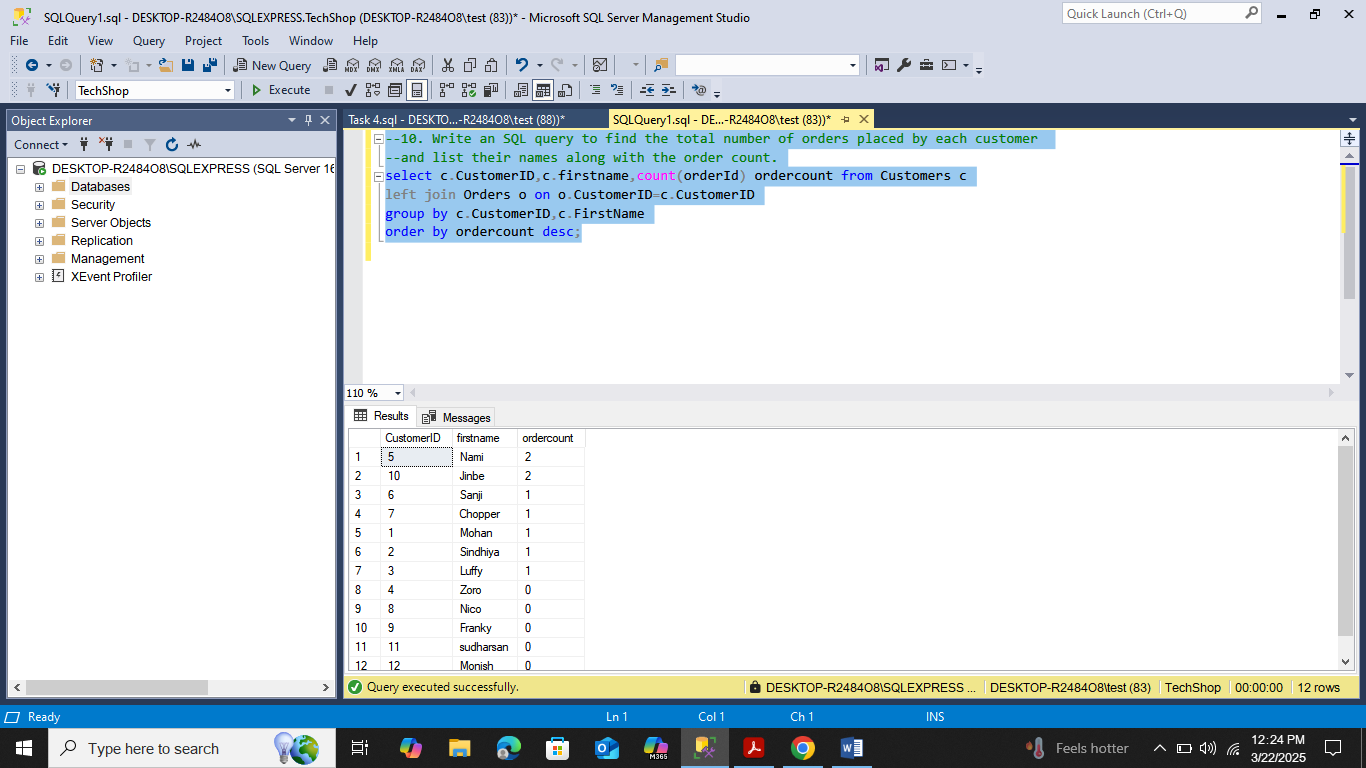 SQLQuery1.sql - DESKTOP-R2484O8\SQLEXPRESS.TechShop (DESKTOP-R2484O8\test (83))* - Microsoft SQL Server Management Studio
Quick Launch (Ctrl+Q)
File Edit View Query Project Tools Window Help
New Query
MDX DMX XMLA DAX
TechShop
Execute
Object Explorer
Task 4.sql - DESKTO...-R2484O8\test (88))*
SQLQuery1.sql - DE...-R2484O8\test (83))*
Connect
DESKTOP-R2484O8\SQLEXPRESS (SQL Server 16
Databases
Security
Server Objects
Replication
Management
XEvent Profiler
--10. Write an SQL query to find the total number of orders placed by each customer
--and list their names along with the order count.
select c.CustomerID,c.firstname,count(orderId) ordercount from Customers c
left join Orders o on o.CustomerID=c.CustomerID
group by c.CustomerID,c.FirstName
order by ordercount desc;
110 %
Results Messages
CustomerID firstname ordercount
1 5 Nami 2
2 10 Jinbe 2
3 6 Sanji 1
4 7 Chopper 1
5 1 Mohan 1
6 2 Sindhiya 1
7 3 Luffy 1
8 4 Zoro 0
9 8 Nico 0
10 9 Franky 0
11 11 sudharsan 0
12 12 Monish 0
Query executed successfully.
DESKTOP-R2484O8\SQLEXPRESS ... DESKTOP-R2484O8\test (83) TechShop 00:00:00 12 rows
Ready Ln 1 Col 1 Ch 1 INS
Type here to search
M365
Feels hotter
12:24 PM
3/22/2025